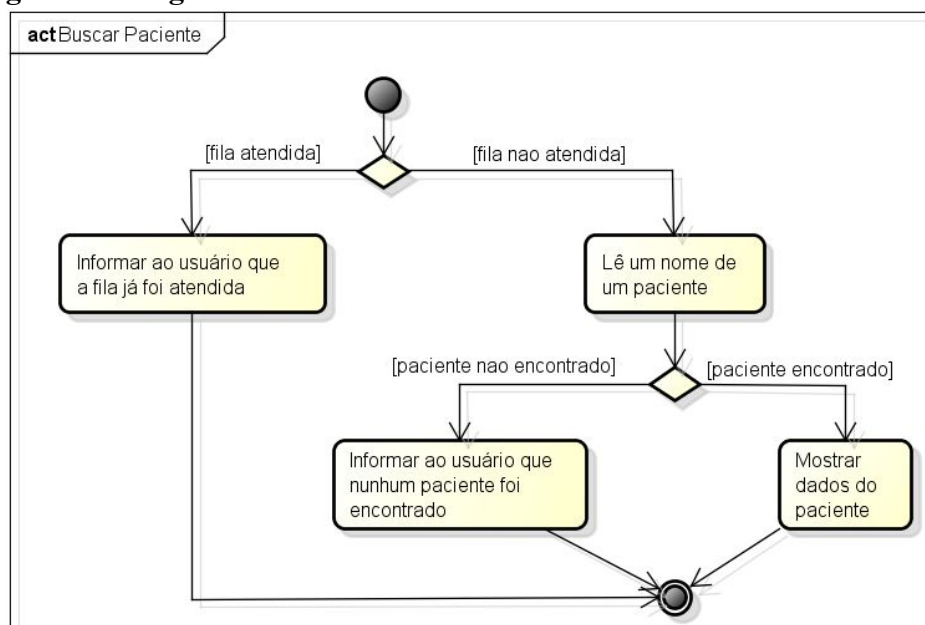 act Buscar Paciente
[fila atendida]
[fila nao atendida]
Informar ao usuário que
a fila já foi atendida
Lê um nome de
um paciente
[paciente nao encontrado]
[paciente encontrado]
Informar ao usuário que
nunhum paciente foi
encontrado
Mostrar
dados do
paciente